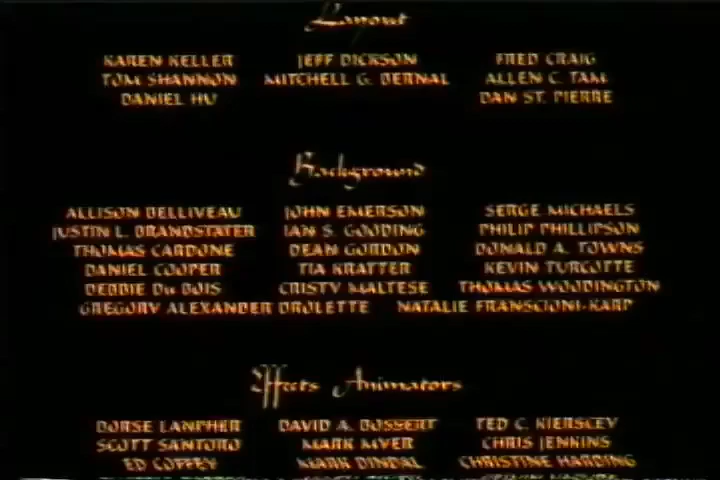 Layout
KAREN KELLER JEFF DICKSON FRED CRAIG
TOM SHANNON MITCHELL G. BERNAL ALLEN C. TAM
DANIEL HU DAN ST. PIERRE
Background
ALLISON BELLIVEAU JOHN EMERSON SERGE MICHAELS
JUSTIN L. BRANDSTATER IAN S. GOODING PHILIP PHILLIPSON
THOMAS CARDONE DEAN GORDON DONALD A. TOWNS
DANIEL COOPER TIA KRATTER KEVIN TURCOTTE
DEBBIE DU BOIS CRISTY MALTESE THOMAS WOODINGTON
GREGORY ALEXANDER DROLETTE NATALIE FRANSCIONI-KARP
Effects Animators
DORSE LANPHER DAVID A. BOSSERT TED C. KIERSCEY
SCOTT SANTORO MARK MYER CHRIS JENKINS
ED COFFEY MARK DINDAL CHRISTINE HARDING